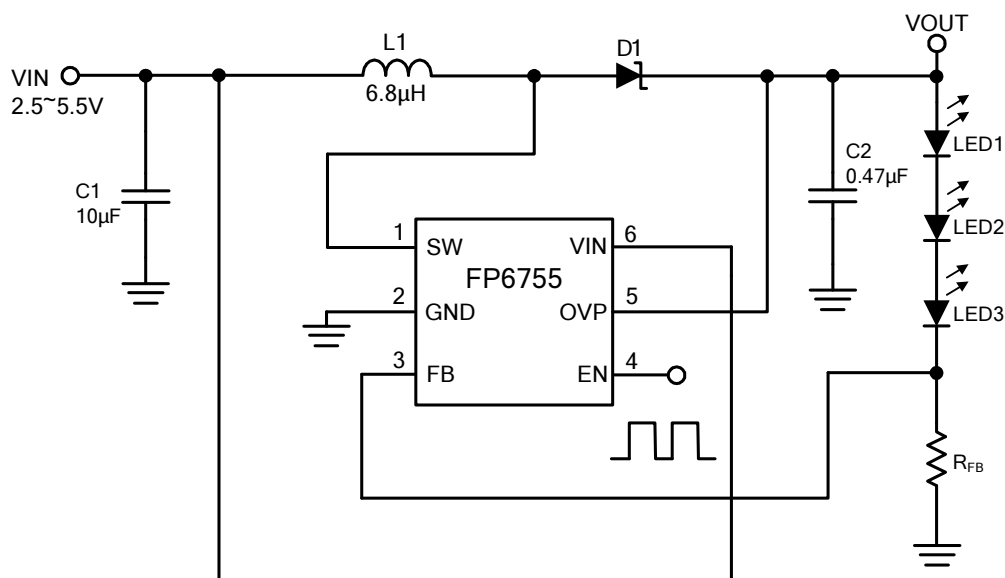 VOUT
L1
D1
VIN
2.5~5.5V
6.8μH
LED1
C2
0.47μF
C1
10μF
LED2
1
SW
VIN
6
FP6755
2
GND
OVP
5
LED3
3
FB
EN
4
RFB